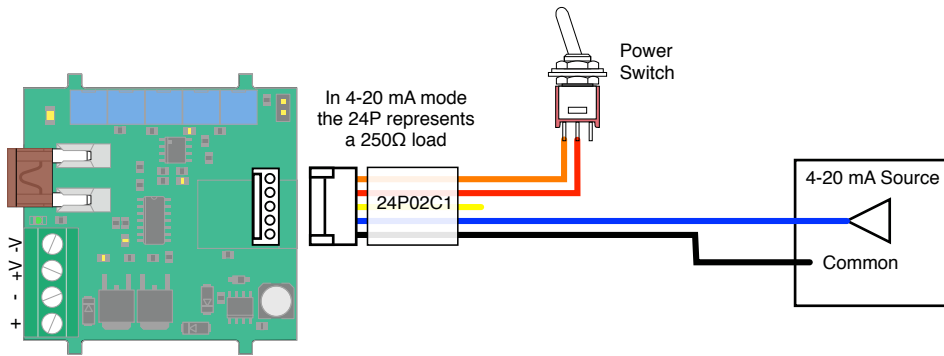 Power
Switch
In 4-20 mA mode
the 24P represents
a 250Ω load
24P02C1
4-20 mA Source
Common
+ - +V -V